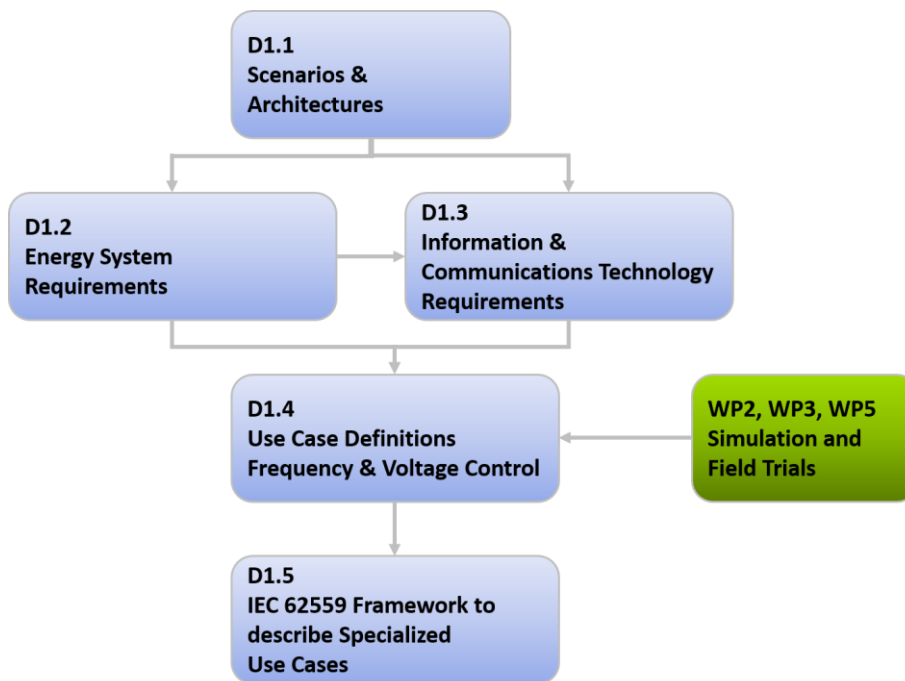 D1.1
Scenarios &
Architectures
D1.2
Energy System
Requirements
D1.3
Information &
Communications Technology
Requirements
D1.4
Use Case Definitions
Frequency & Voltage Control
WP2, WP3, WP5
Simulation and
Field Trials
D1.5
IEC 62559 Framework to
describe Specialized
Use Cases